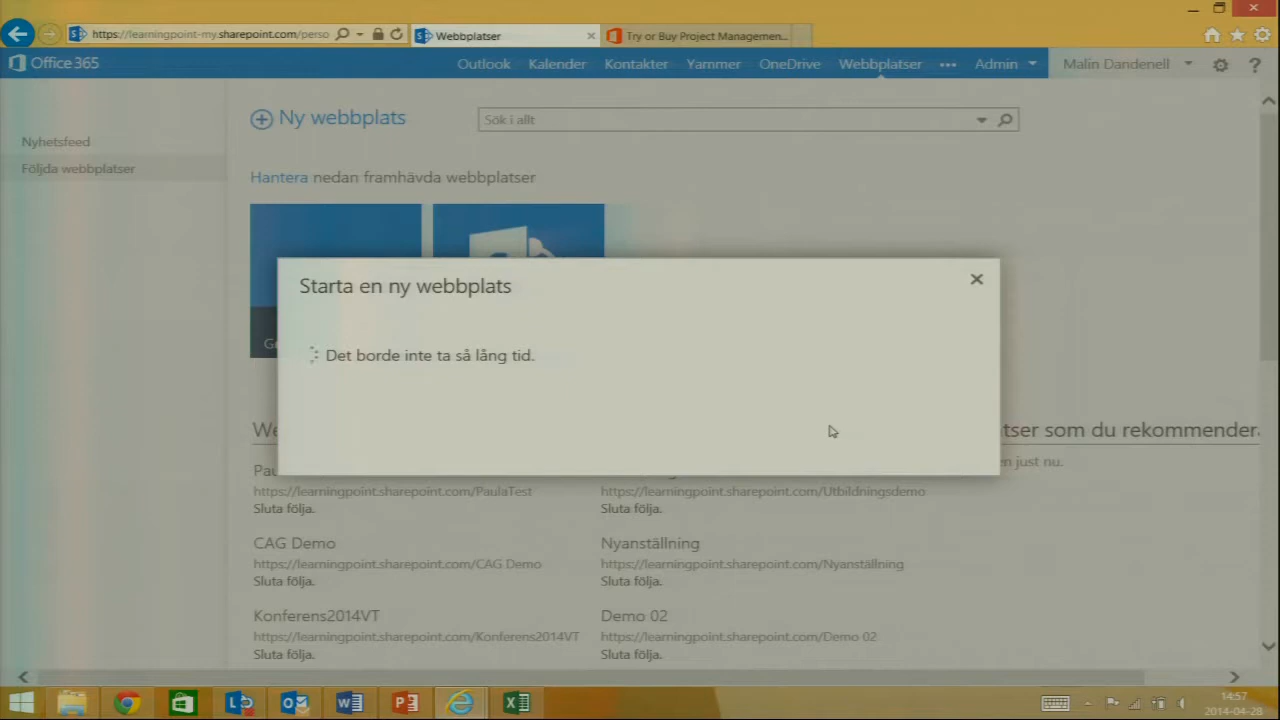 https://learningpoint-my.sharepoint.com/perso
Webbplatser
Try or Buy Project Managemen...
Office 365
Outlook Kalender Kontakter Yammer OneDrive Webbplatser ••• Admin
Malin Dandenell
?
Ny webbplats
Sök i allt
Nyhetsfeed
Följda webbplatser
Hantera nedan framhävda webbplatser
Starta en ny webbplats
Det borde inte ta så lång tid.
tser som du rekommendera
n just nu.
https://learningpoint.sharepoint.com/PaulaTest
Sluta följa.
https://learningpoint.sharepoint.com/Utbildningsdemo
Sluta följa.
CAG Demo
https://learningpoint.sharepoint.com/CAG Demo
Sluta följa.
Nyanställning
https://learningpoint.sharepoint.com/Nyanställning
Sluta följa.
Konferens2014VT
https://learningpoint.sharepoint.com/Konferens2014VT
Sluta följa.
Demo 02
https://learningpoint.sharepoint.com/Demo 02
Sluta följa.
14:57
2014-04-28